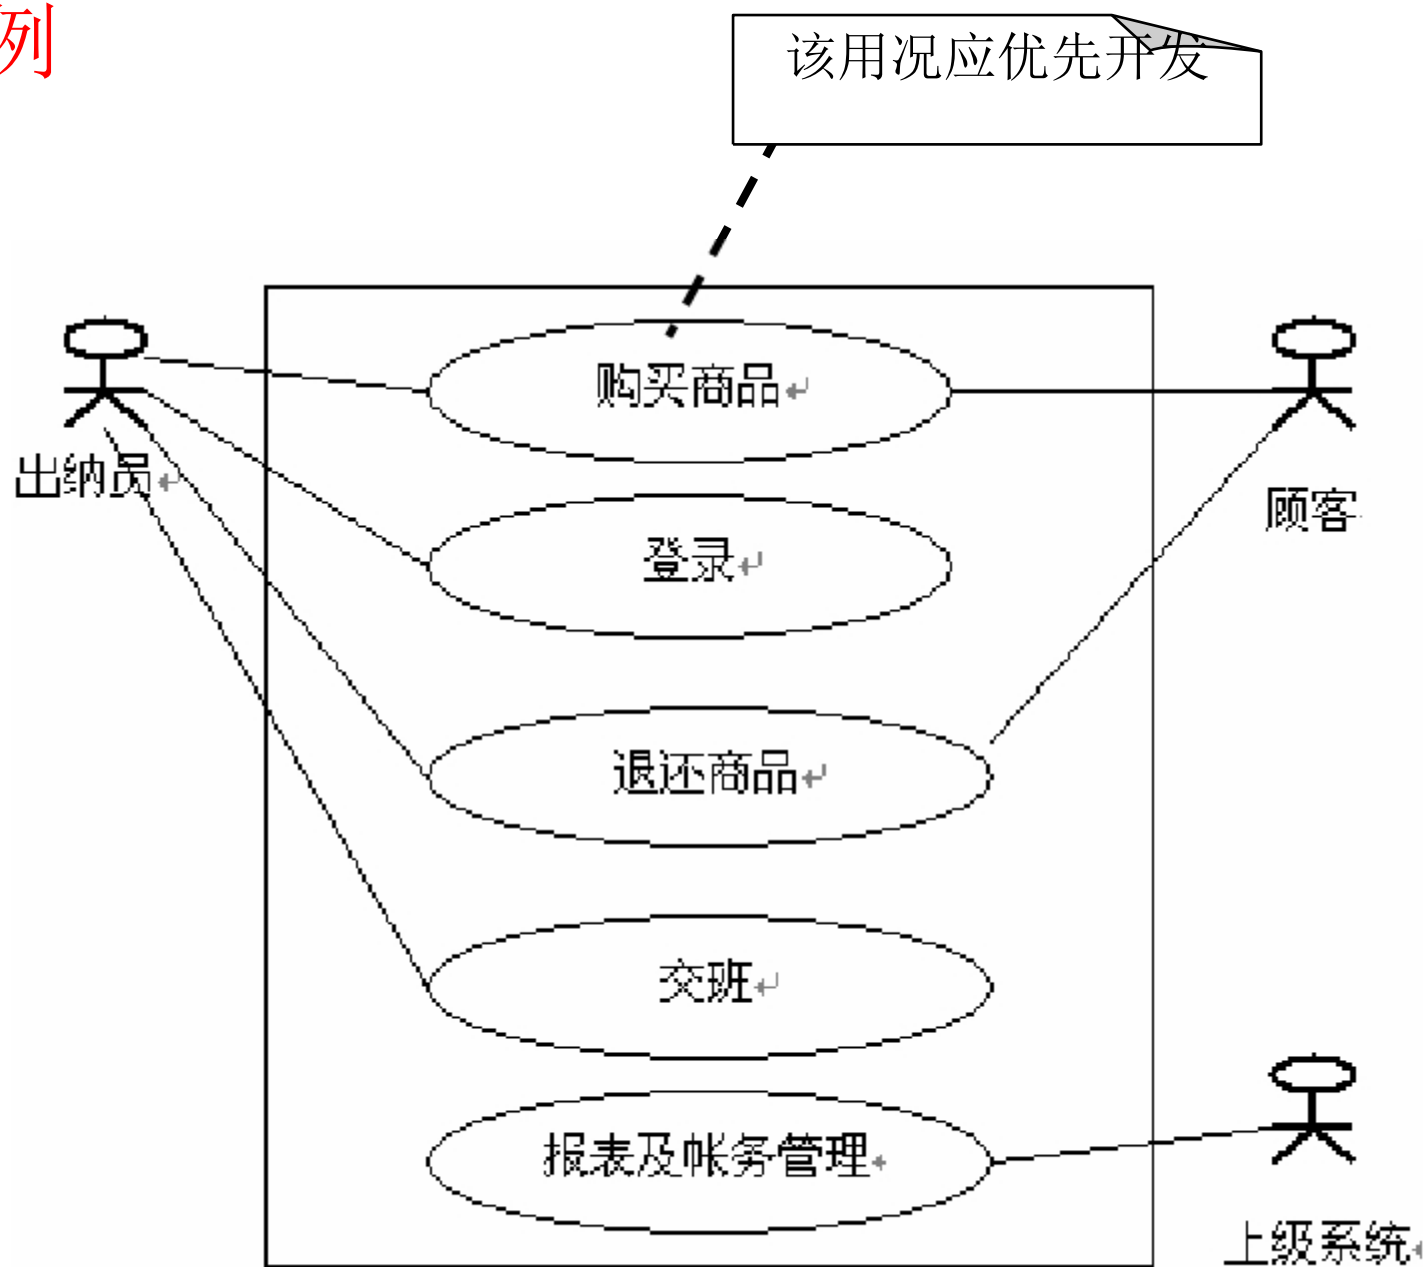 例
该用况应优先开发
购买商品
出纳员
顾客
登录
退还商品
交班
报表及帐务管理
上级系统